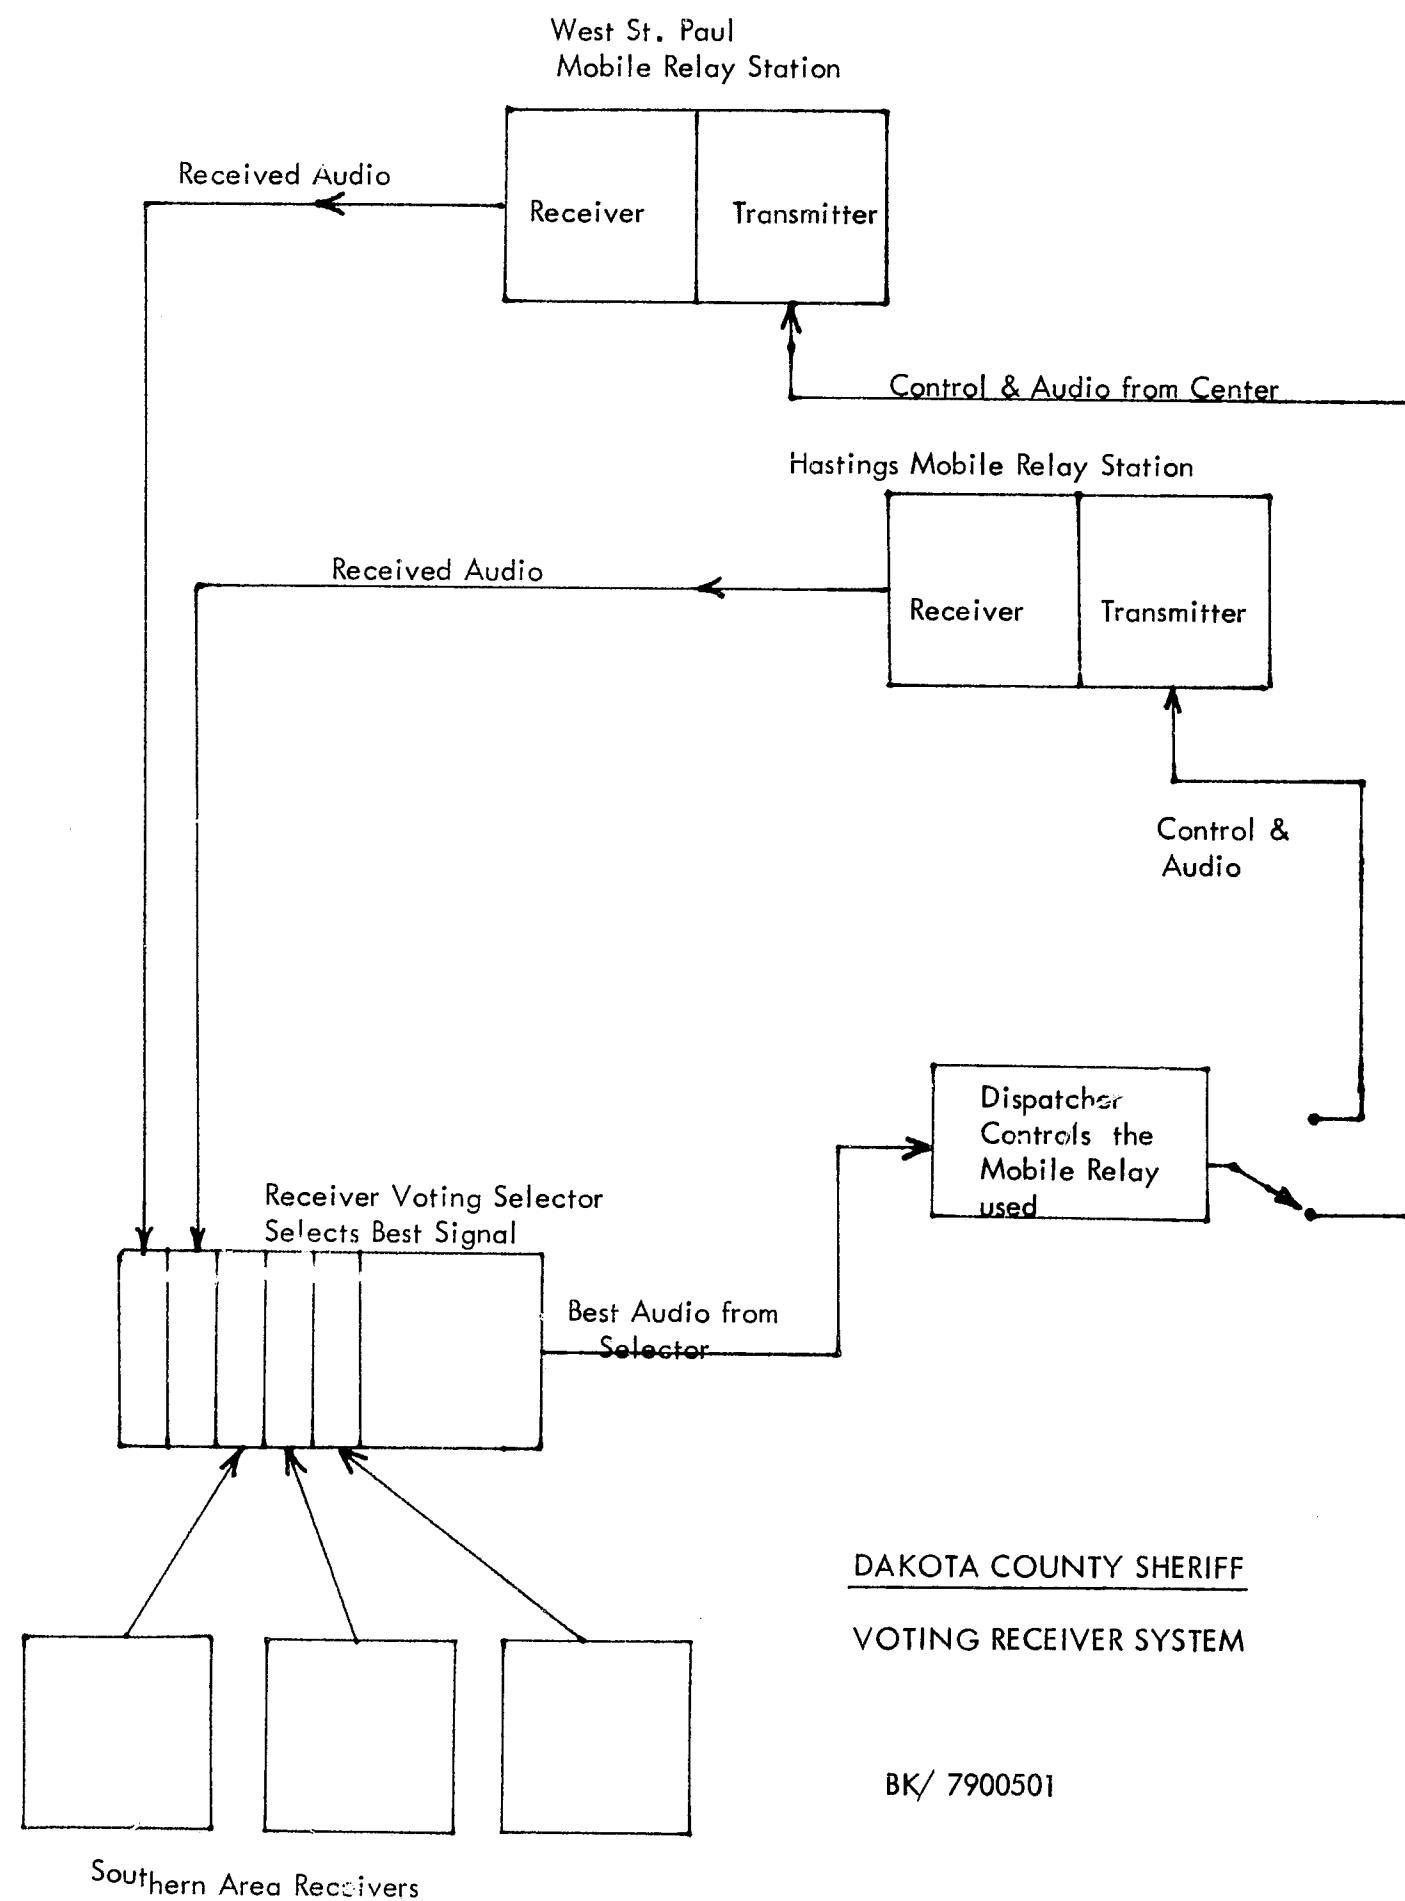 West St. Paul
Mobile Relay Station
Received Audio
Receiver
Transmitter
Control & Audio from Center
Hastings Mobile Relay Station
Received Audio
Receiver
Transmitter
Control &
Audio
Dispatcher
Controls the
Mobile Relay
used
Receiver Voting Selector
Selects Best Signal
Best Audio from
Selector
DAKOTA COUNTY SHERIFF
VOTING RECEIVER SYSTEM
BK/ 7900501
Southern Area Receivers